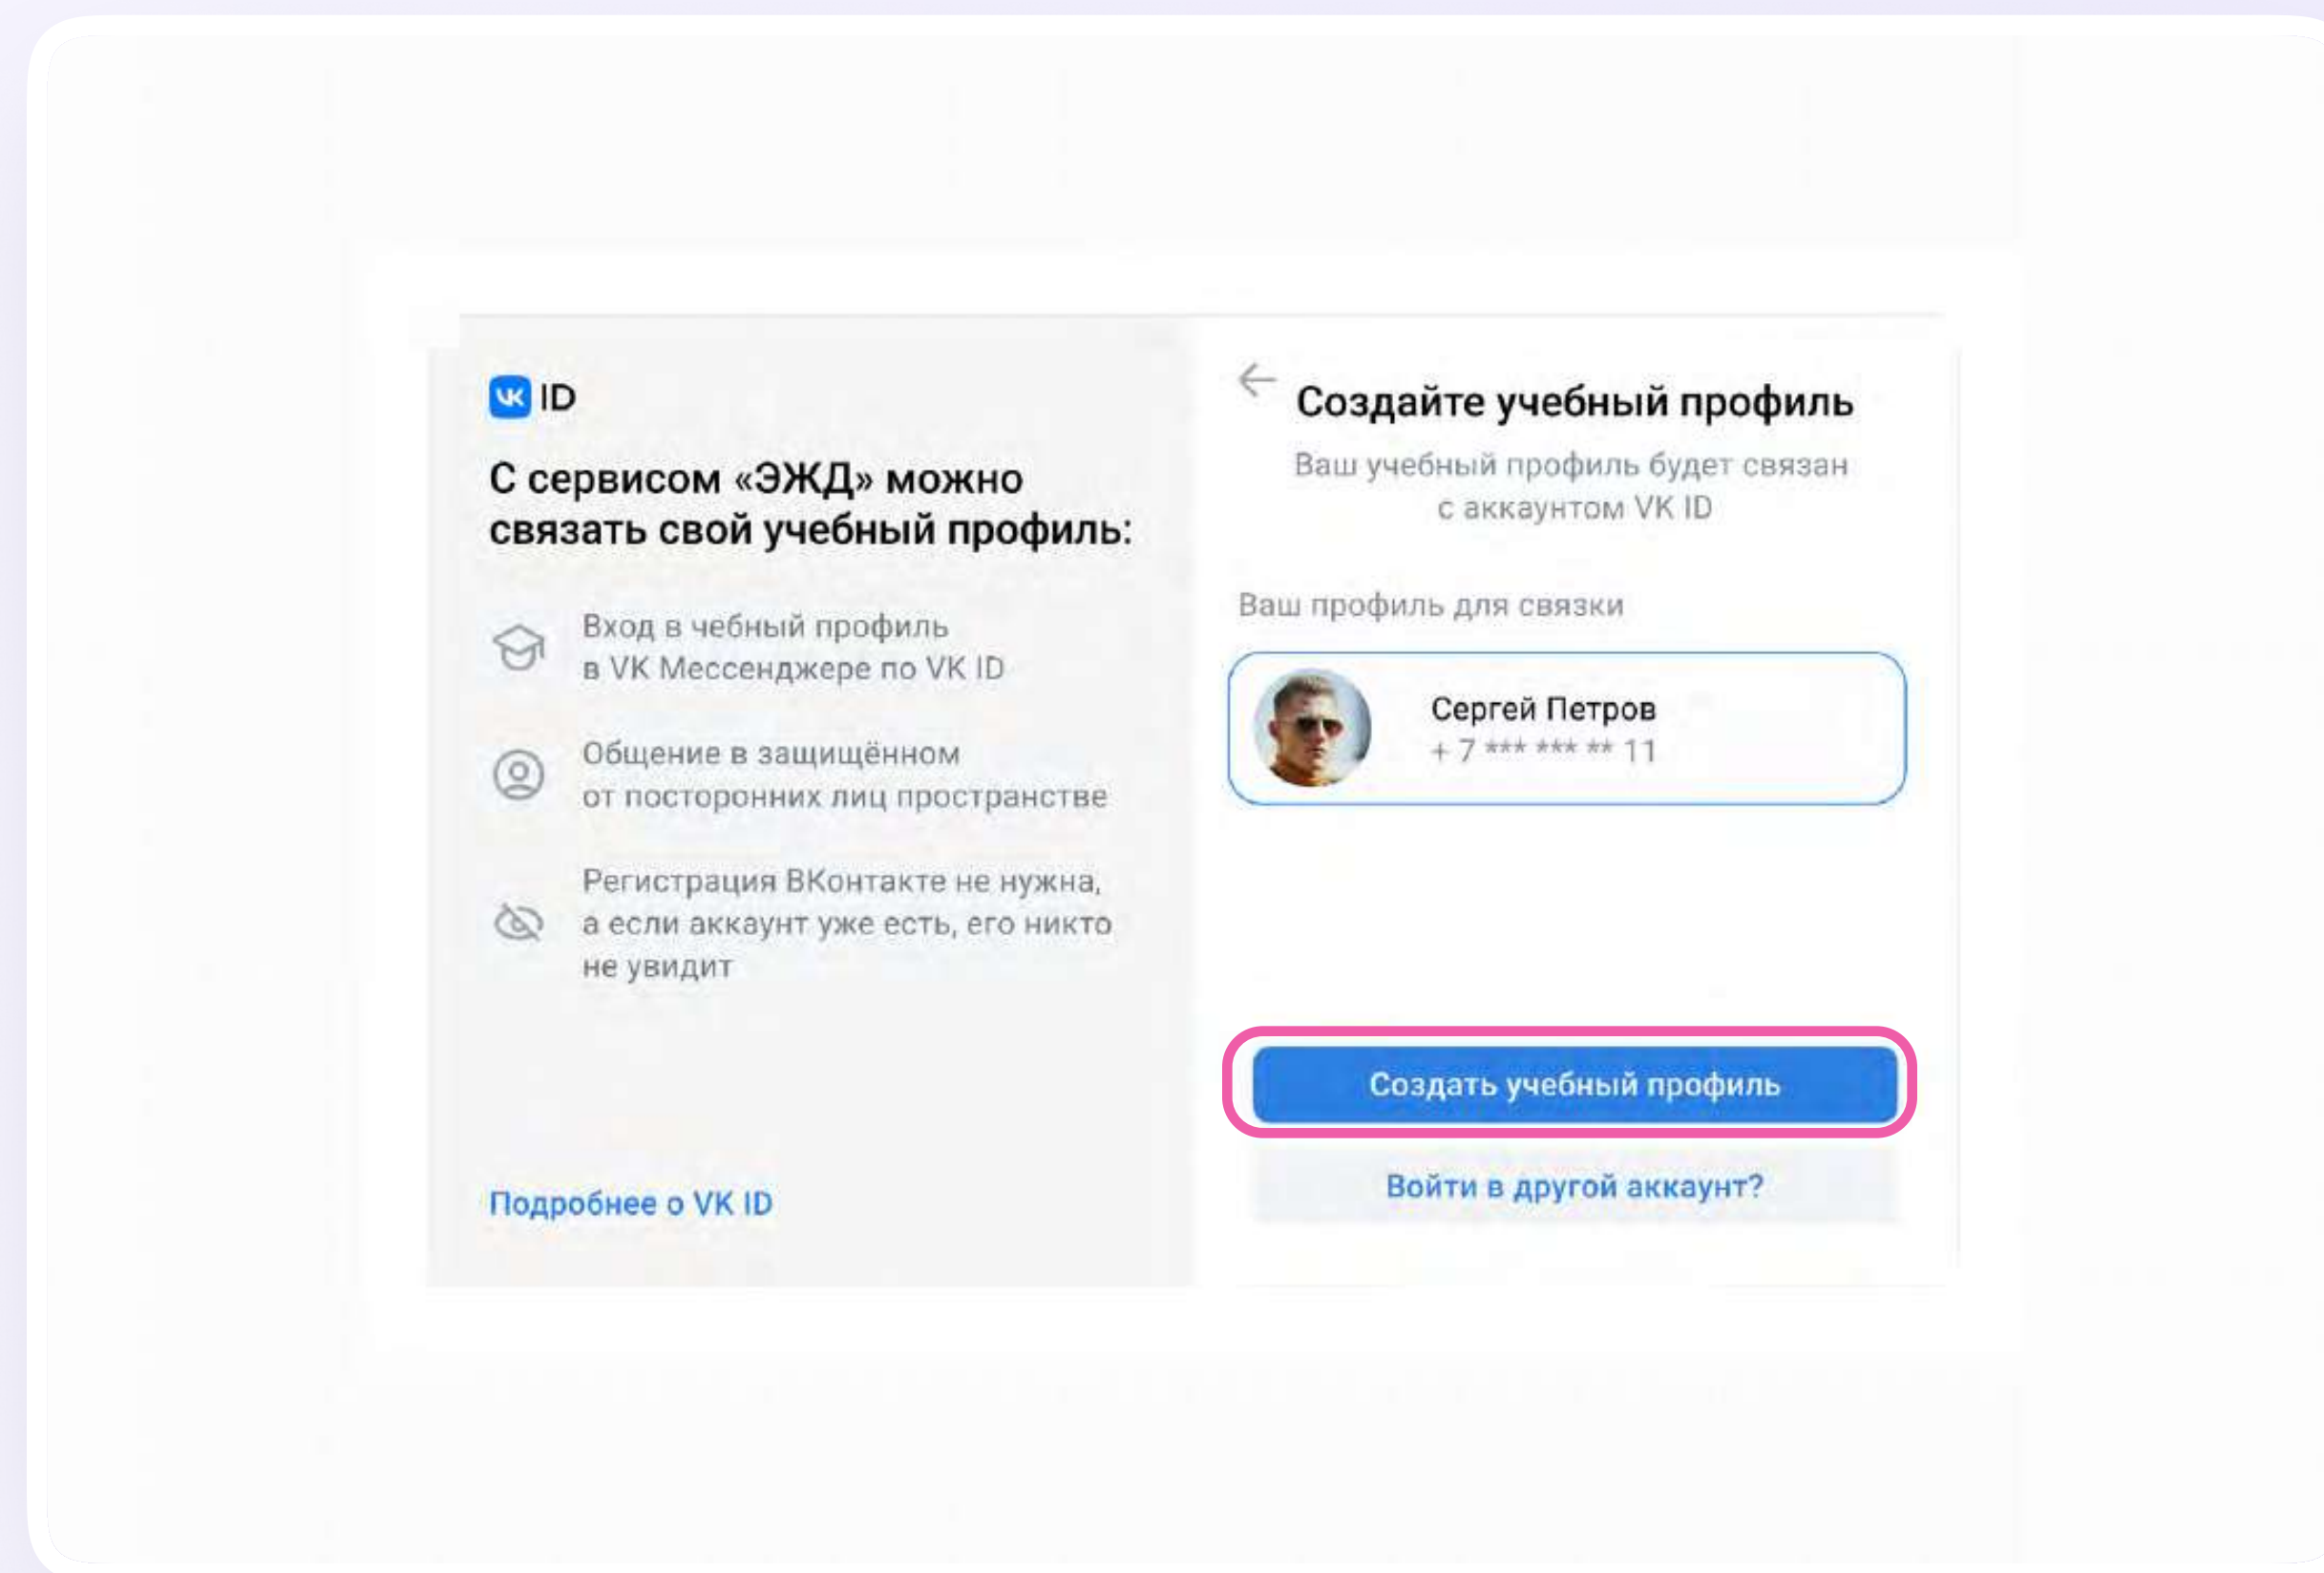 VK ID
С сервисом «ЭЖД» можно
связать свой учебный профиль:
Вход в чебный профиль
в VK Мессенджере по VK ID
Общение в защищённом
от посторонних лиц пространстве
Регистрация ВКонтакте не нужна,
а если аккаунт уже есть, его никто
не увидит
Подробнее о VK ID
Создайте учебный профиль
Ваш учебный профиль будет связан
с аккаунтом VK ID
Ваш профиль для связки
Сергей Петров
+ 7 *** *** ** 11
Создать учебный профиль
Войти в другой аккаунт?